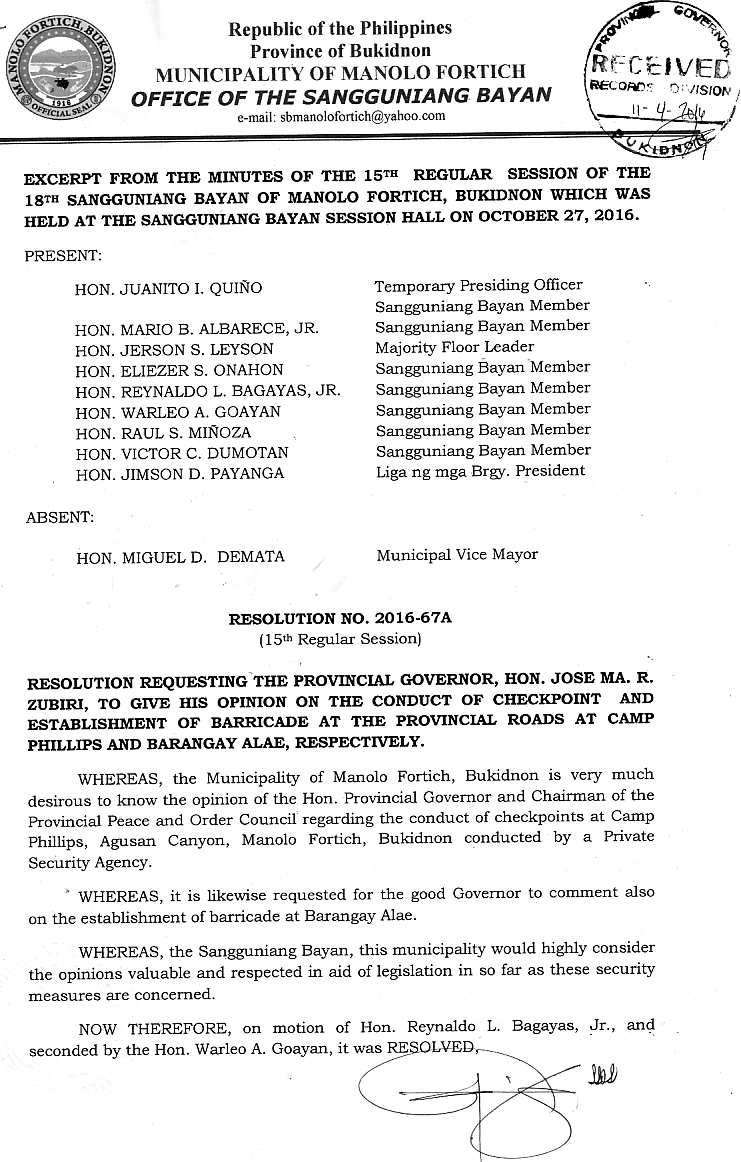 Republic of the Philippines
Province of Bukidnon
MUNICIPALITY OF MANOLO FORTICH
OFFICE OF THE SANGGUNIANG BAYAN
e-mail: sbmanolofortich@yahoo.com
MANOLO FORTICH, BUKIDNON
1916
OFFICIAL SEAL
PROVINCIAL GOVERNOR
RECEIVED
RECORDS DIVISION
11-4-2016
BUKIDNON
EXCERPT FROM THE MINUTES OF THE 15TH REGULAR SESSION OF THE
18TH SANGGUNIANG BAYAN OF MANOLO FORTICH, BUKIDNON WHICH WAS
HELD AT THE SANGGUNIANG BAYAN SESSION HALL ON OCTOBER 27, 2016.
PRESENT:
HON. JUANITO I. QUIÑO Temporary Presiding Officer
Sangguniang Bayan Member
HON. MARIO B. ALBARECE, JR. Sangguniang Bayan Member
HON. JERSON S. LEYSON Majority Floor Leader
HON. ELIEZER S. ONAHON Sangguniang Bayan Member
HON. REYNALDO L. BAGAYAS, JR. Sangguniang Bayan Member
HON. WARLEO A. GOAYAN Sangguniang Bayan Member
HON. RAUL S. MIÑOZA Sangguniang Bayan Member
HON. VICTOR C. DUMOTAN Sangguniang Bayan Member
HON. JIMSON D. PAYANGA Liga ng mga Brgy. President
ABSENT:
HON. MIGUEL D. DEMATA Municipal Vice Mayor
RESOLUTION NO. 2016-67A
(15th Regular Session)
RESOLUTION REQUESTING THE PROVINCIAL GOVERNOR, HON. JOSE MA. R.
ZUBIRI, TO GIVE HIS OPINION ON THE CONDUCT OF CHECKPOINT AND
ESTABLISHMENT OF BARRICADE AT THE PROVINCIAL ROADS AT CAMP
PHILLIPS AND BARANGAY ALAE, RESPECTIVELY.
WHEREAS, the Municipality of Manolo Fortich, Bukidnon is very much
desirous to know the opinion of the Hon. Provincial Governor and Chairman of the
Provincial Peace and Order Council regarding the conduct of checkpoints at Camp
Phillips, Agusan Canyon, Manolo Fortich, Bukidnon conducted by a Private
Security Agency.
WHEREAS, it is likewise requested for the good Governor to comment also
on the establishment of barricade at Barangay Alae.
WHEREAS, the Sangguniang Bayan, this municipality would highly consider
the opinions valuable and respected in aid of legislation in so far as these security
measures are concerned.
NOW THEREFORE, on motion of Hon. Reynaldo L. Bagayas, Jr., and
seconded by the Hon. Warleo A. Goayan, it was RESOLVED,